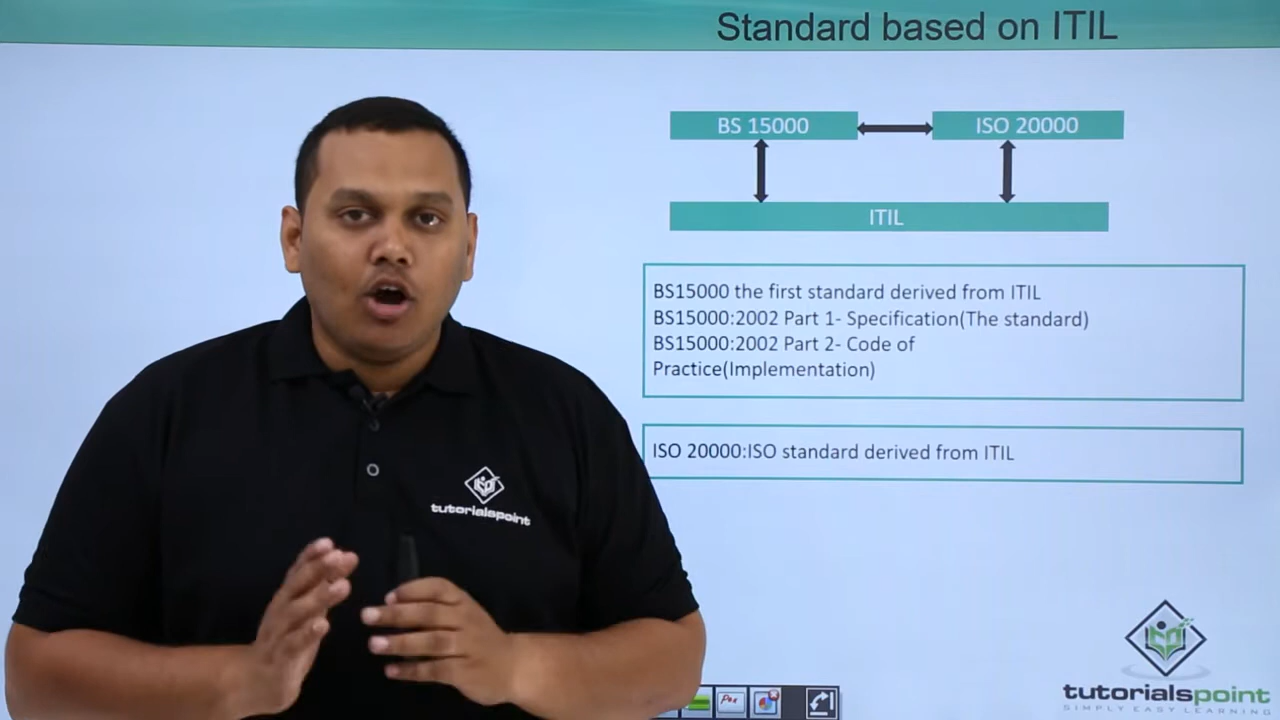 Standard based on ITIL
BS 15000
ISO 20000
ITIL
BS15000 the first standard derived from ITIL
BS15000:2002 Part 1- Specification(The standard)
BS15000:2002 Part 2- Code of
Practice(Implementation)
ISO 20000:ISO standard derived from ITIL
tutorialspoint
tutorialspoint
SIMPLY EASY LEARNING